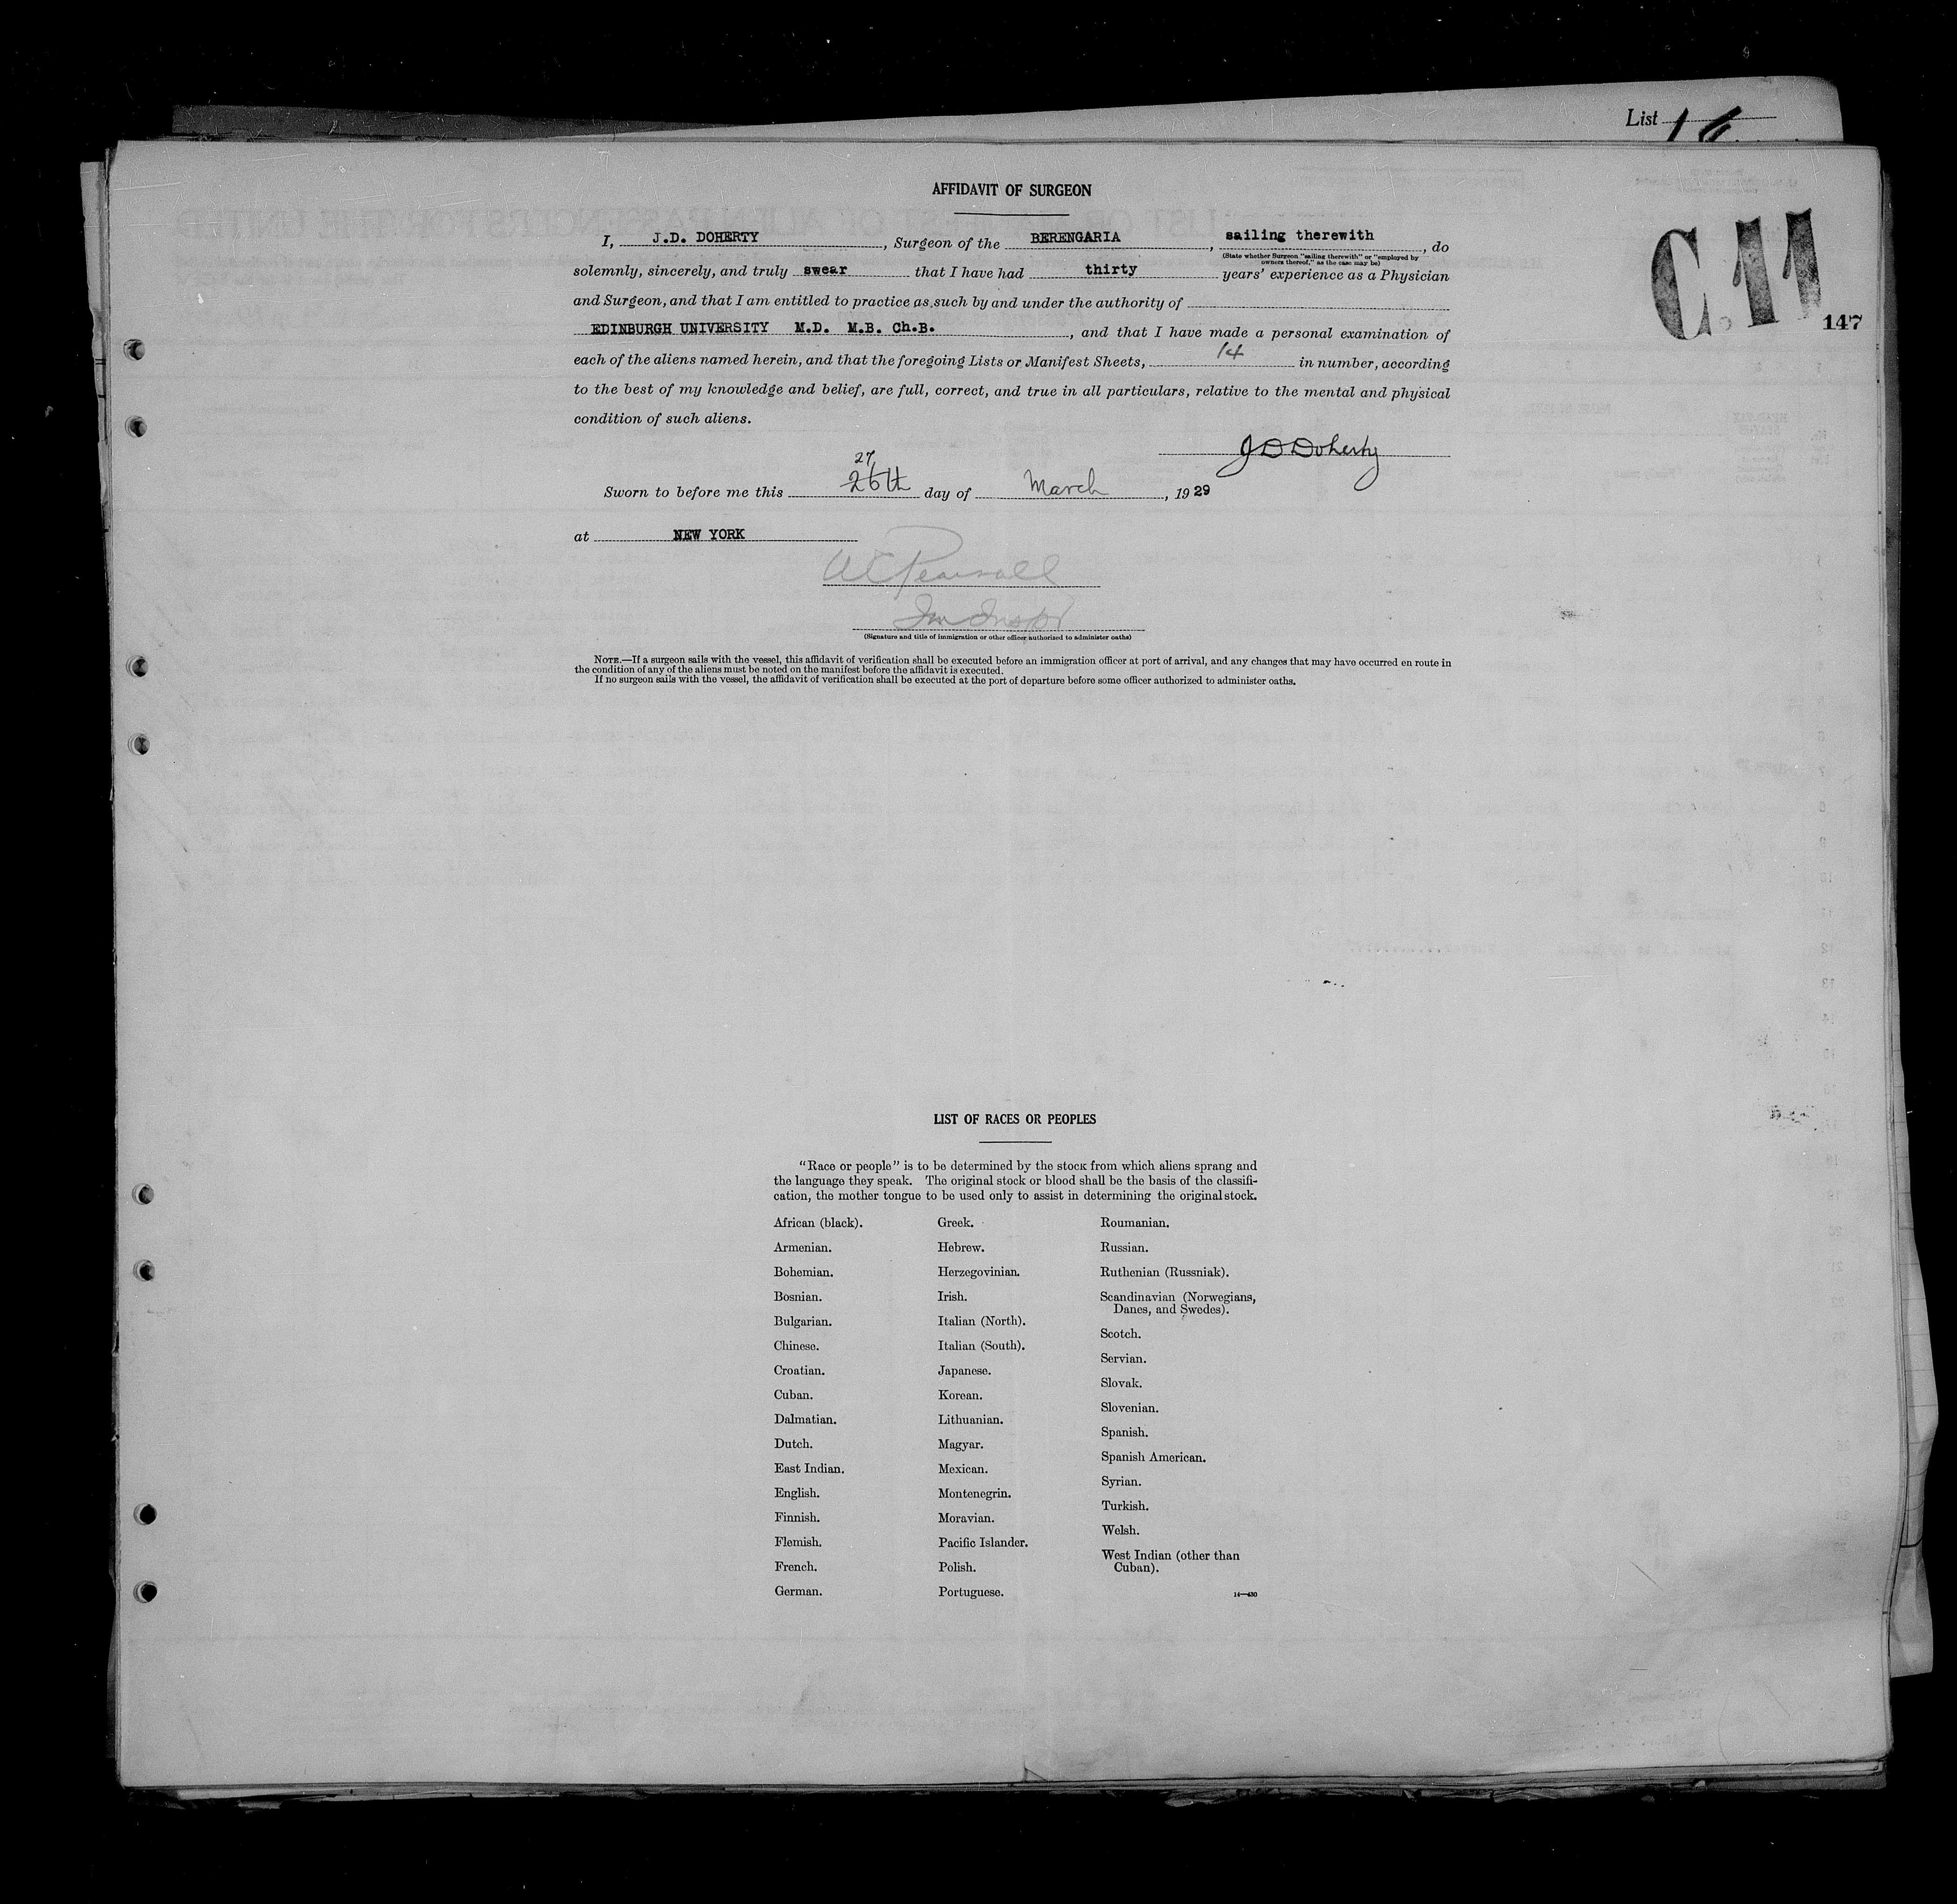 List 16
AFFIDAVIT OF SURGEON
I, J.D. DOHERTY, Surgeon of the BERENGARIA, sailing therewith, do
(State whether Surgeon "sailing therewith" or "employed by
owners thereof," as the case may be)
solemnly, sincerely, and truly swear that I have had thirty years' experience as a Physician
and Surgeon, and that I am entitled to practice as such by and under the authority of
EDINBURGH UNIVERSITY M.D. M.B. Ch.B., and that I have made a personal examination of
each of the aliens named herein, and that the foregoing Lists or Manifest Sheets, 14 in number, according
to the best of my knowledge and belief, are full, correct, and true in all particulars, relative to the mental and physical
condition of such aliens.
C.11
147
J D Doherty
27
Sworn to before me this 26th day of March, 1929
at NEW YORK
W C Pearsall
Im Inspr
(Signature and title of immigration or other officer authorized to administer oaths)
NOTE.—If a surgeon sails with the vessel, this affidavit of verification shall be executed before an immigration officer at port of arrival, and any changes that may have occurred en route in
the condition of any of the aliens must be noted on the manifest before the affidavit is executed.
If no surgeon sails with the vessel, the affidavit of verification shall be executed at the port of departure before some officer authorized to administer oaths.
LIST OF RACES OR PEOPLES
"Race or people" is to be determined by the stock from which aliens sprang and
the language they speak. The original stock or blood shall be the basis of the classifi-
cation, the mother tongue to be used only to assist in determining the original stock.
African (black).
Armenian.
Bohemian.
Bosnian.
Bulgarian.
Chinese.
Croatian.
Cuban.
Dalmatian.
Dutch.
East Indian.
English.
Finnish.
Flemish.
French.
German.
Greek.
Hebrew.
Herzegovinian.
Irish.
Italian (North).
Italian (South).
Japanese.
Korean.
Lithuanian.
Magyar.
Mexican.
Montenegrin.
Moravian.
Pacific Islander.
Polish.
Portuguese.
Roumanian.
Russian.
Ruthenian (Russniak).
Scandinavian (Norwegians,
Danes, and Swedes).
Scotch.
Servian.
Slovak.
Slovenian.
Spanish.
Spanish American.
Syrian.
Turkish.
Welsh.
West Indian (other than
Cuban).
14—430